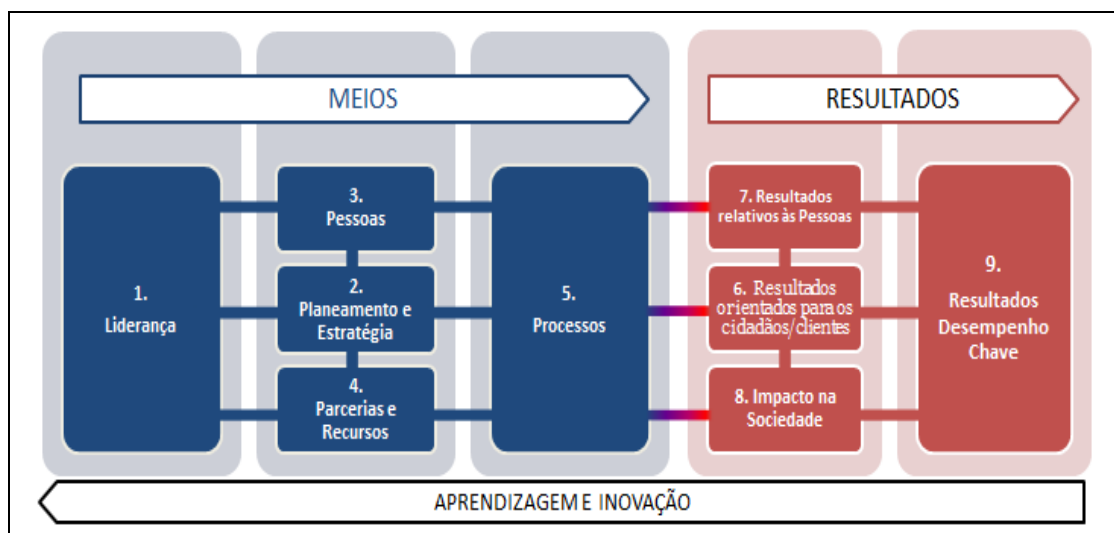 MEIOS
RESULTADOS
1.
Liderança
3.
Pessoas
2.
Planeamento e
Estratégia
4.
Parcerias e
Recursos
5.
Processos
7. Resultados
relativos às Pessoas
6. Resultados
orientados para os
cidadãos/clientes
8. Impacto na
Sociedade
9.
Resultados
Desempenho
Chave
APRENDIZAGEM E INOVAÇÃO